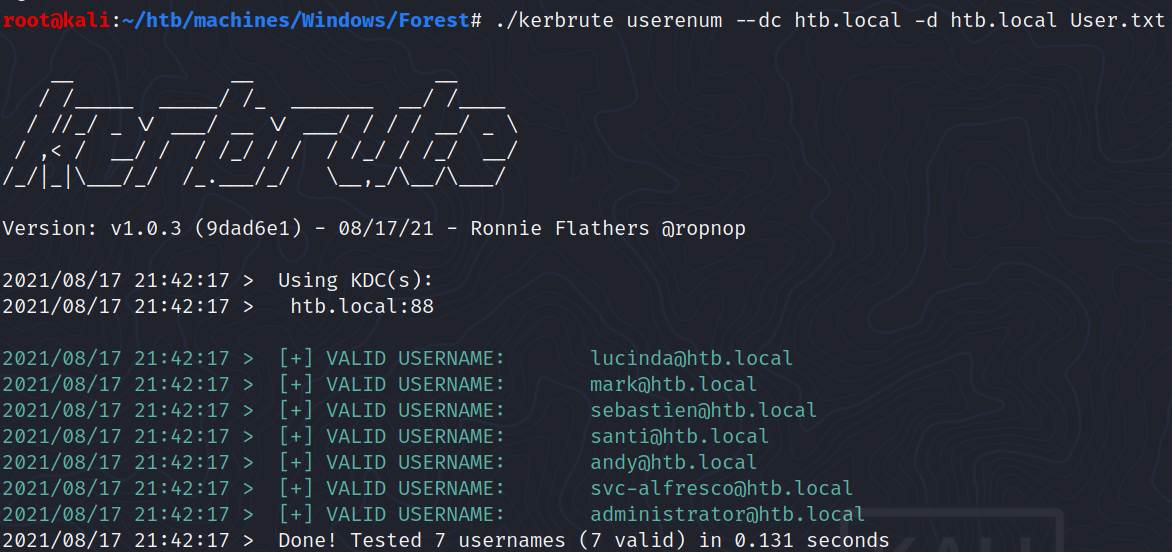 root@kali:~/htb/machines/Windows/Forest# ./kerbrute userenum --dc htb.local -d htb.local User.txt
    __             __               __
   / /_____  _____/ /_  _______  __/ /____
  / //_/ _ \/ ___/ __ \/ ___/ / / / __/ _ \
 / ,< /  __/ /  / /_/ / /  / /_/ / /_/  __/
/_/|_|\___/_/  /_.___/_/   \__,_/\__/\___/
Version: v1.0.3 (9dad6e1) - 08/17/21 - Ronnie Flathers @ropnop
2021/08/17 21:42:17 >  Using KDC(s):
2021/08/17 21:42:17 >   htb.local:88
2021/08/17 21:42:17 >  [+] VALID USERNAME:       lucinda@htb.local
2021/08/17 21:42:17 >  [+] VALID USERNAME:       mark@htb.local
2021/08/17 21:42:17 >  [+] VALID USERNAME:       sebastien@htb.local
2021/08/17 21:42:17 >  [+] VALID USERNAME:       santi@htb.local
2021/08/17 21:42:17 >  [+] VALID USERNAME:       andy@htb.local
2021/08/17 21:42:17 >  [+] VALID USERNAME:       svc-alfresco@htb.local
2021/08/17 21:42:17 >  [+] VALID USERNAME:       administrator@htb.local
2021/08/17 21:42:17 >  Done! Tested 7 usernames (7 valid) in 0.131 seconds